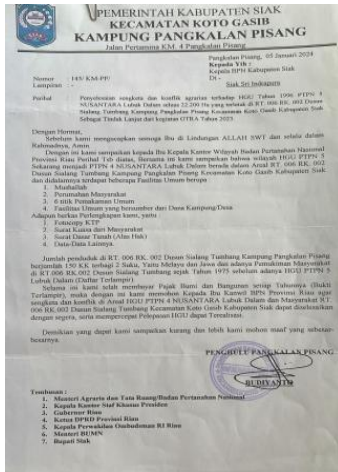 PEMERINTAH KABUPATEN SIAK
KECAMATAN KOTO GASIB
KAMPUNG PANGKALAN PISANG
Jalan Pertamina KM. 4 Pangkalan Pisang
Pangkalan Pisang, 05 Januari 2024
Kepada Yth :
Kepada BPN Kabupaten Siak
Di -
Siak Sri Indrapura
Nomor : 145/ KM-PP/
Lampiran : -
Perihal : Penyelesaian sengketa dan konflik agraria terhadap HGU Tahun 1996 PTPN 5
NUSANTARA Lubuk Dalam seluas 22.200 Ha yang terletak di RT. 006 RK. 002 Dusun
Sialang Tumbang Kampung Pangkalan Pisang Kecamatan Koto Gasib Kabupaten Siak
Sebagai Tindak Lanjut dari kegiatan GTRA Tahun 2023
Dengan Hormat,
Sebelum kami mengucapkan semoga Ibu di Lindungan ALLAH SWT dan selalu dalam
Rahmadnya, Amin
Dengan ini kami sampaikan kepada Ibu Kepala Kantor Wilayah Badan Pertanahan Nasional
Provinsi Riau Perihal Tsb diatas, Bersama ini kami sampaikan bahwa wilayah HGU PTPN 5
Sekarang menjadi PTPN 4 NUSANTARA Lubuk Dalam berada dalam Areal RT. 006 RK. 002
Dusun Sialang Tumbang Kampung Pangkalan Pisang Kecamatan Koto Gasib Kabupaten Siak
dan didalamnya terdapat beberapa Fasilitas Umum berupa
1. Mushallah
2. Perumahan Masyarakat
3. 6 titik Pemakaman Umum
4. Fasilitas Umum yang bersumber dari Dana Kampung/Desa
Adapun berkas Perlengkapan kami, yaitu :
1. Fotocopy KTP
2. Surat Kuasa dari Masyarakat
3. Surat Dasar Tanah (Alas Hak)
4. Data-Data Lainnya.
Jumlah penduduk di RT. 006 RK. 002 Dusun Sialang Tumbang Kampung Pangkalan Pisang
berjumlah 150 KK terbagi 2 Suku, Yaitu Melayu dan Jawa dan adanya Pemukiman Masyarakat
di RT.006 RK.002 Dusun Sialang Tumbang sejak Tahun 1975 sebelum adanya HGU PTPN 5
Lubuk Dalam (Daftar Terlampir)
Selama ini kami telah membayar Pajak Bumi dan Bangunan setiap Tahunnya (Bukti
Terlampir), maka dengan ini kami memohon Kepada Ibu Kanwil BPN Provinsi Riau agar
sengketa dan konflik di Areal HGU PTPN 4 NUSANTARA Lubuk Dalam dan Masyarakat RT.
006 RK.002 Dusun Sialang Tumbang Kecamatan Koto Gasib Kabupaten Siak dapat diselesaikan
dengan segera, serta mempercepat Pelepasan HGU dapat Terealisasi.
Demikian yang dapat kami sampaikan kurang dan lebih kami mohon maaf yang sebesar-
besarnya.
PENGHULU PANGKALAN PISANG
BUDIYANTO
Tembusan :
1. Menteri Agraria dan Tata Ruang/Badan Pertanahan Nasional
2. Kepala Kantor Staf Khusus Presiden
3. Gubernur Riau
4. Ketua DPRD Provinsi Riau
5. Kepala Perwakilan Ombudsman RI Riau
6. Menteri BUMN
7. Bupati Siak